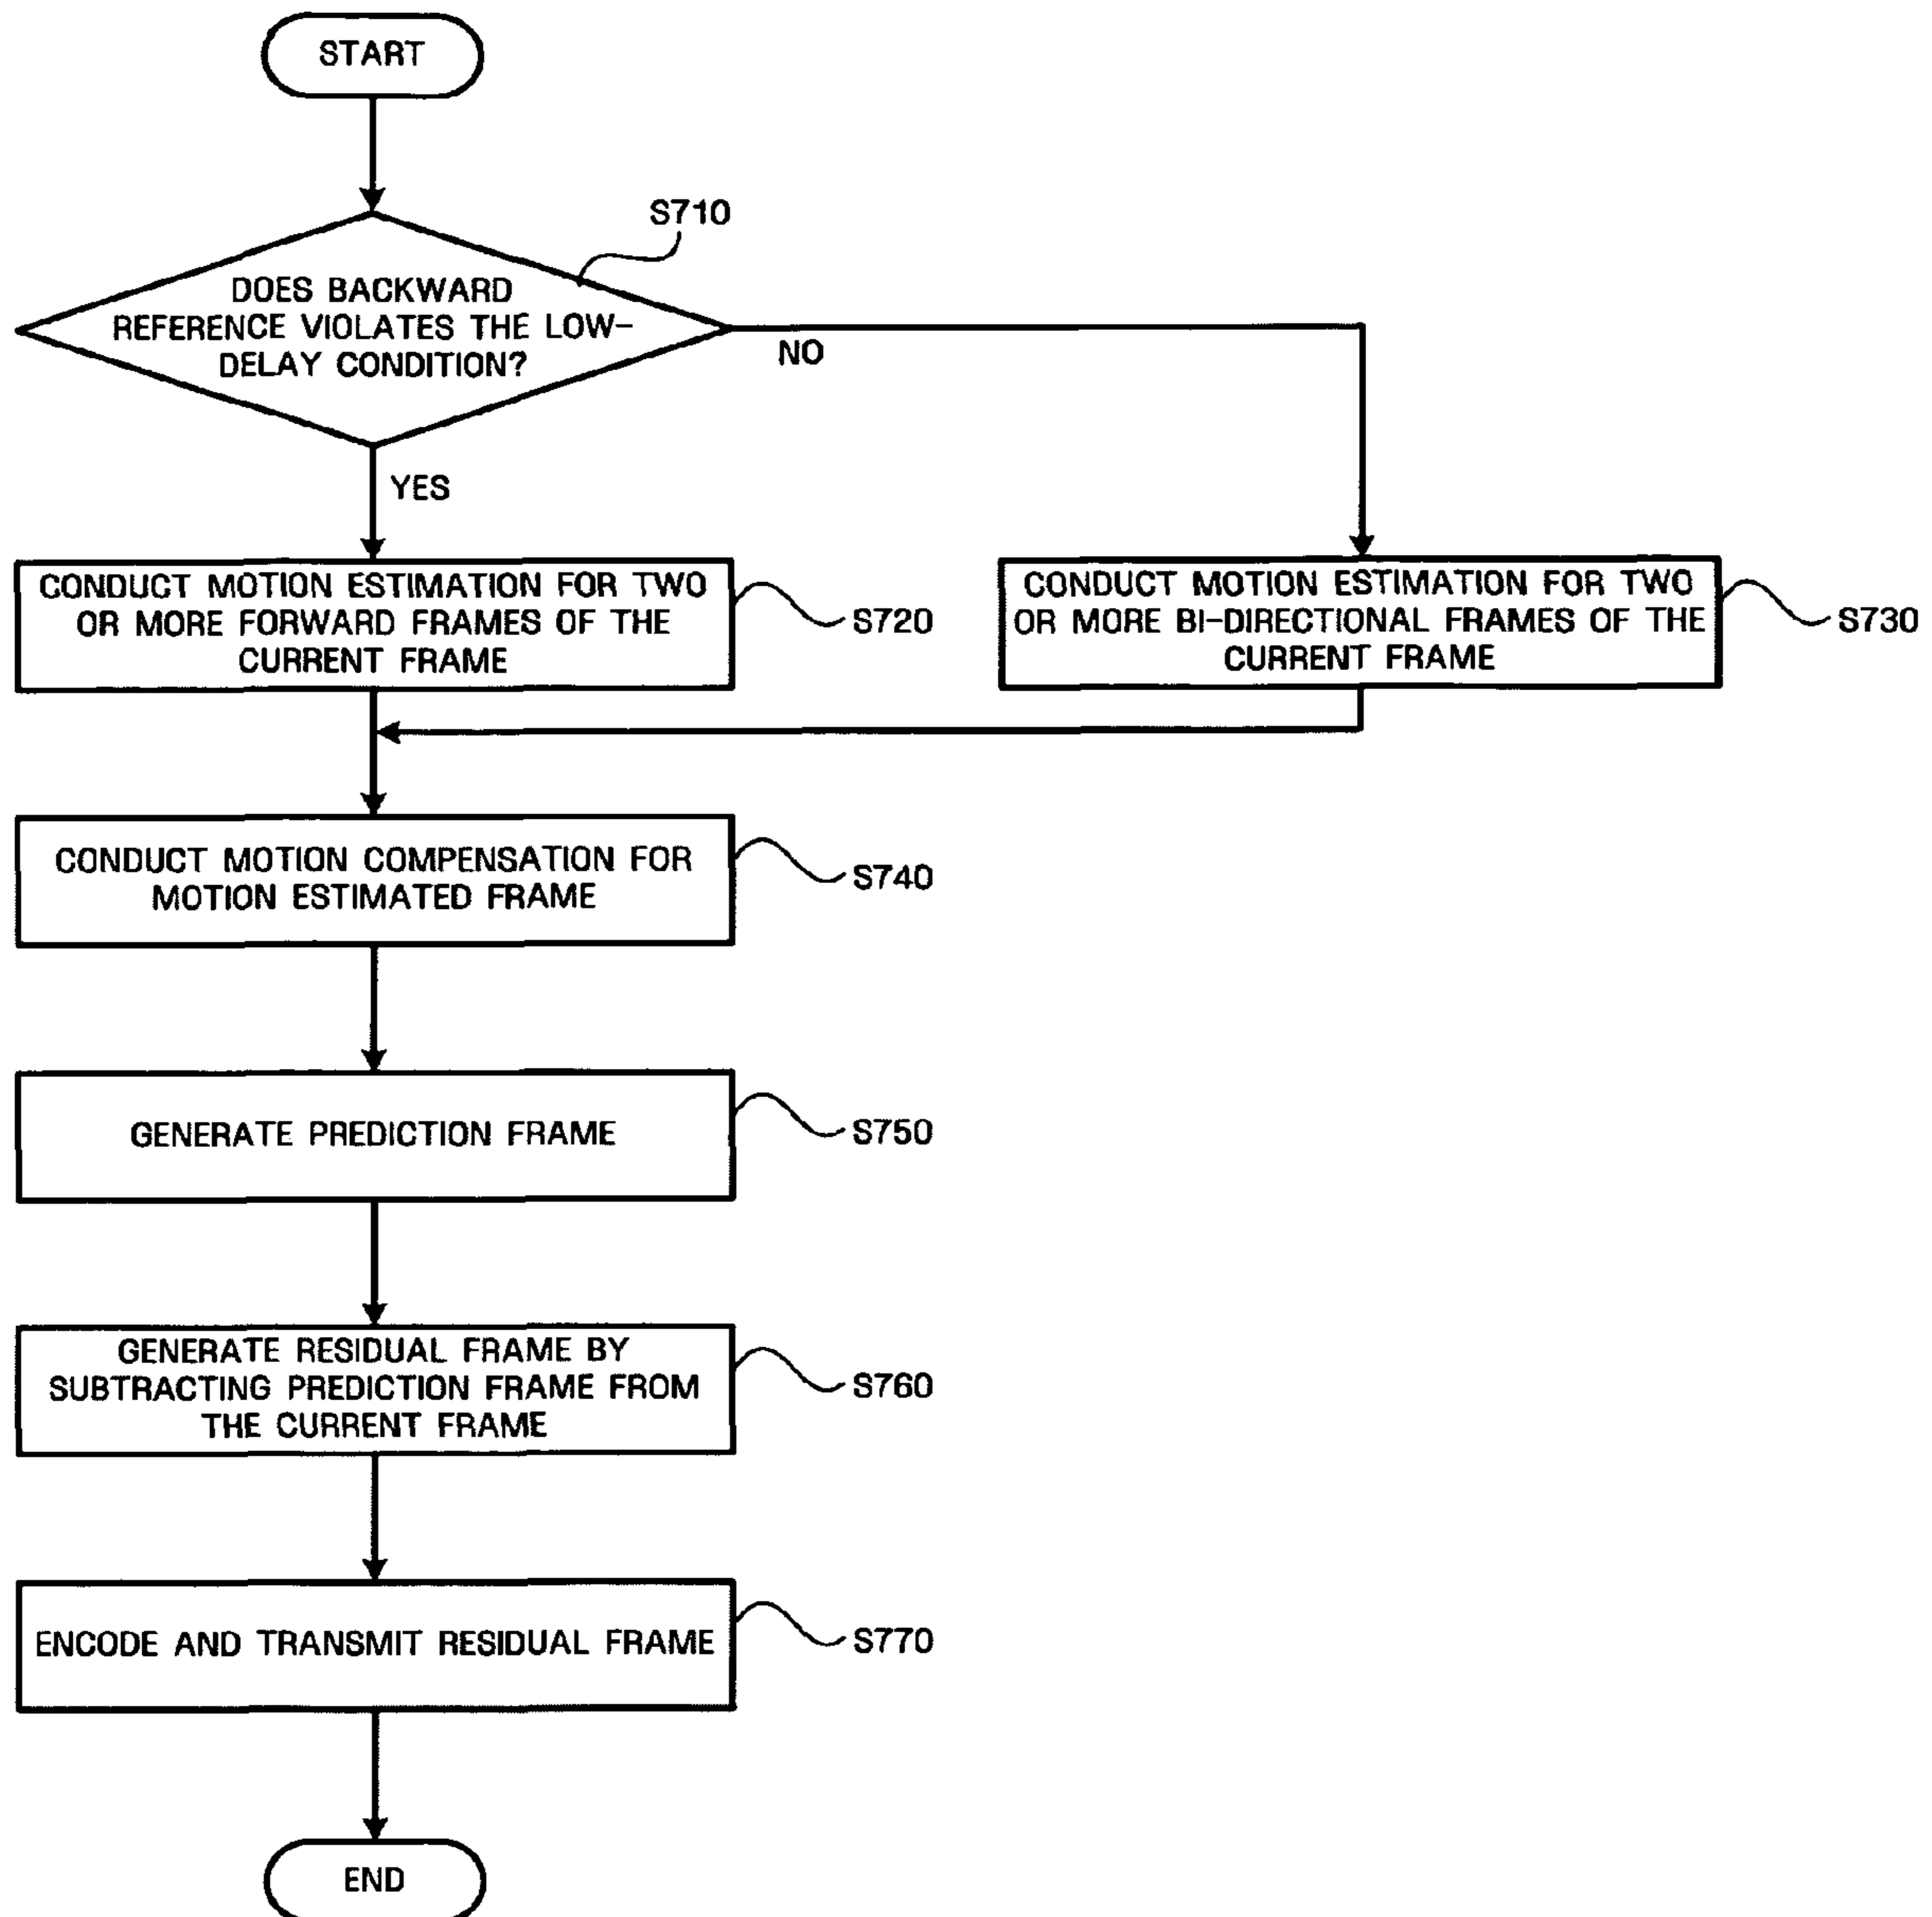 START
S710
DOES BACKWARD
REFERENCE VIOLATES THE LOW-
DELAY CONDITION?
NO
YES
CONDUCT MOTION ESTIMATION FOR TWO
OR MORE FORWARD FRAMES OF THE
CURRENT FRAME
S720
CONDUCT MOTION ESTIMATION FOR TWO
OR MORE BI-DIRECTIONAL FRAMES OF THE
CURRENT FRAME
S730
CONDUCT MOTION COMPENSATION FOR
MOTION ESTIMATED FRAME
S740
GENERATE PREDICTION FRAME
S750
GENERATE RESIDUAL FRAME BY
SUBTRACTING PREDICTION FRAME FROM
THE CURRENT FRAME
S760
ENCODE AND TRANSMIT RESIDUAL FRAME
S770
END